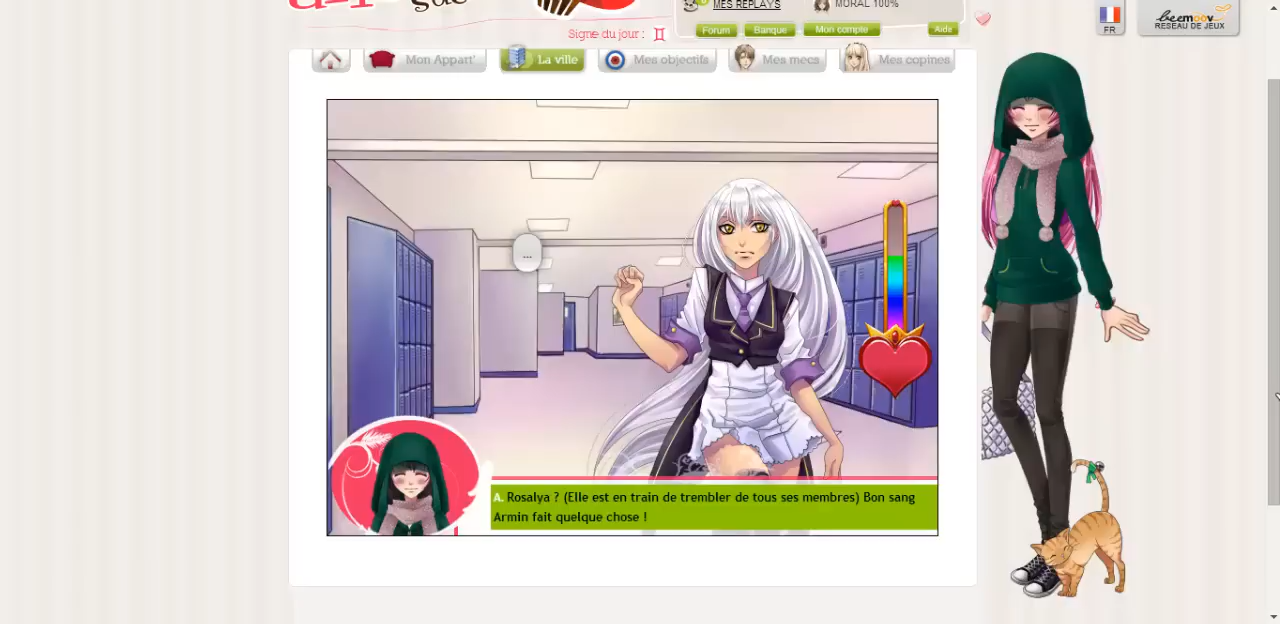 MES REPLAYS
MORAL 100%
Forum
Banque
Mon compte
Aide
Signe du jour :
FR
beemoov
RESEAU DE JEUX
Mon Appart'
La ville
Mes objectifs
Mes mecs
Mes copines
...
A. Rosalya ? (Elle est en train de trembler de tous ses membres) Bon sang
Armin fait quelque chose !